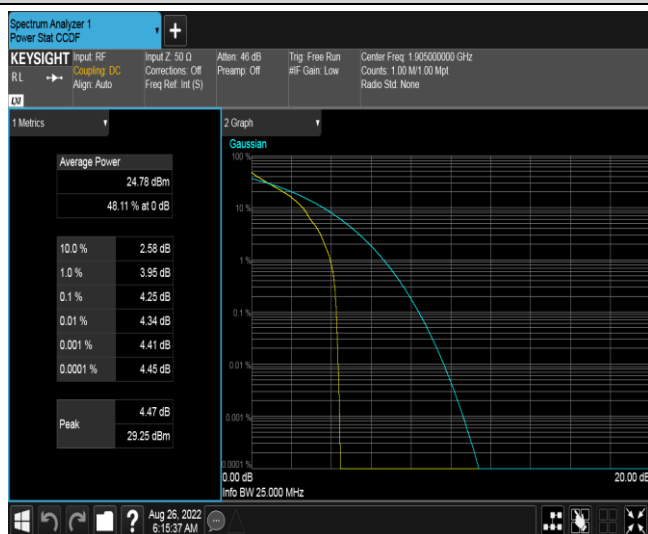 Spectrum Analyzer 1
Power Stat CCDF
+
KEYSIGHT
RL
LXI
Input: RF
Coupling: DC
Align: Auto
Input Z: 50 Ω
Corrections: Off
Freq Ref: Int (S)
Atten: 46 dB
Preamp: Off
Trig: Free Run
#IF Gain: Low
Center Freq: 1.905000000 GHz
Counts: 1.00 M/1.00 Mpt
Radio Std: None
1 Metrics
Average Power
24.78 dBm
48.11 % at 0 dB
10.0 % 2.58 dB
1.0 % 3.95 dB
0.1 % 4.25 dB
0.01 % 4.34 dB
0.001 % 4.41 dB
0.0001 % 4.45 dB
Peak
4.47 dB
29.25 dBm
2 Graph
Gaussian
100 %
10 %
1 %
0.1 %
0.01 %
0.001 %
0.0001 %
0.00 dB 20.00 dB
Info BW 25.000 MHz
?
Aug 26, 2022
6:15:37 AM